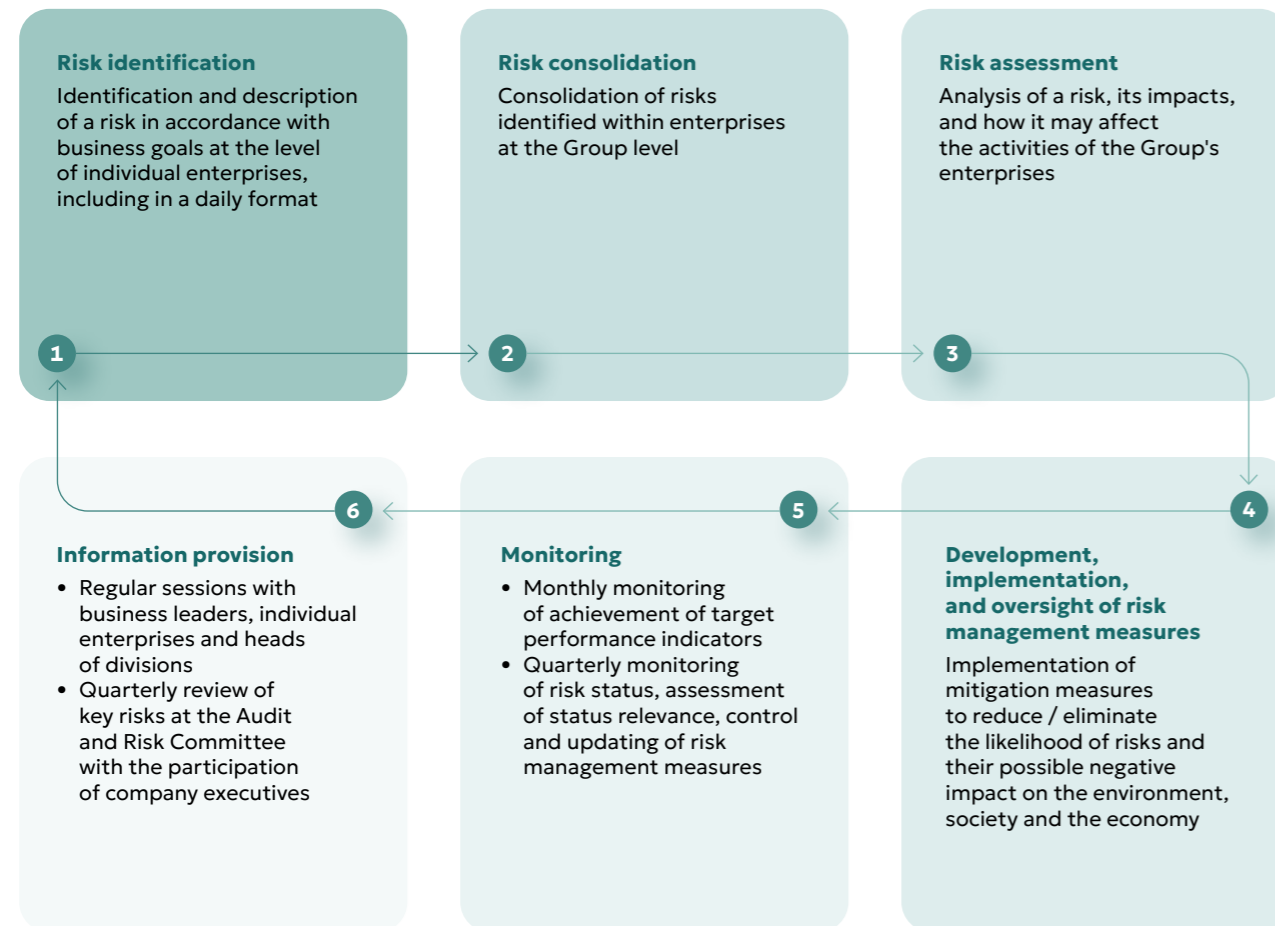 Risk identification
Identification and description
of a risk in accordance with
business goals at the level
of individual enterprises,
including in a daily format
1
Risk consolidation
Consolidation of risks
identified within enterprises
at the Group level
2
Risk assessment
Analysis of a risk, its impacts,
and how it may affect
the activities of the Group's
enterprises
3
4
Development,
implementation,
and oversight of risk
management measures
Implementation of
mitigation measures
to reduce / eliminate
the likelihood of risks and
their possible negative
impact on the environment,
society and the economy
5
Monitoring
• Monthly monitoring
of achievement of target
performance indicators
• Quarterly monitoring
of risk status, assessment
of status relevance, control
and updating of risk
management measures
6
Information provision
• Regular sessions with
business leaders, individual
enterprises and heads
of divisions
• Quarterly review of
key risks at the Audit
and Risk Committee
with the participation
of company executives